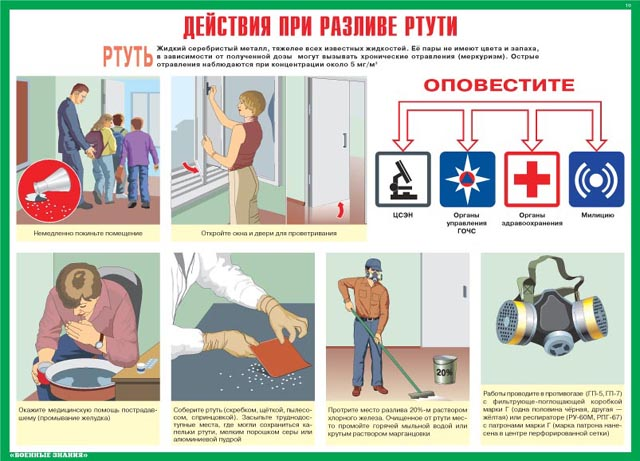 19
ДЕЙСТВИЯ ПРИ РАЗЛИВЕ РТУТИ
РТУТЬ
Жидкий серебристый металл, тяжелее всех известных жидкостей. Её пары не имеют цвета и запаха,
в зависимости от полученной дозы могут вызывать хронические отравления (меркуризм). Острые
отравления наблюдаются при концентрации около 5 мг/м³
ОПОВЕСТИТЕ
ЦСЭН
Органы
управления
ГОЧС
Органы
здравоохранения
Милицию
Немедленно покиньте помещение
Откройте окна и двери для проветривания
20%
Окажите медицинскую помощь пострадав-
шему (промывание желудка)
Соберите ртуть (скребком, щёткой, пылесо-
сом, спринцовкой). Засыпьте труднодос-
тупные места, где могли сохраниться ка-
пельки ртути, мелким порошком серы или
алюминиевой пудрой
Протрите место разлива 20%-м раствором
хлорного железа. Очищенное от ртути мес-
то промойте горячей мыльной водой или
крутым раствором марганцовки
Работы проводите в противогазе (ГП-5, ГП-7)
с фильтрующе-поглощающей коробкой
марки Г (одна половина чёрная, другая —
жёлтая) или респираторе (РУ-60М, РПГ-67)
с патронами марки Г (марка патрона нане-
сена в центре перфорированной сетки)
«ВОЕННЫЕ ЗНАНИЯ»